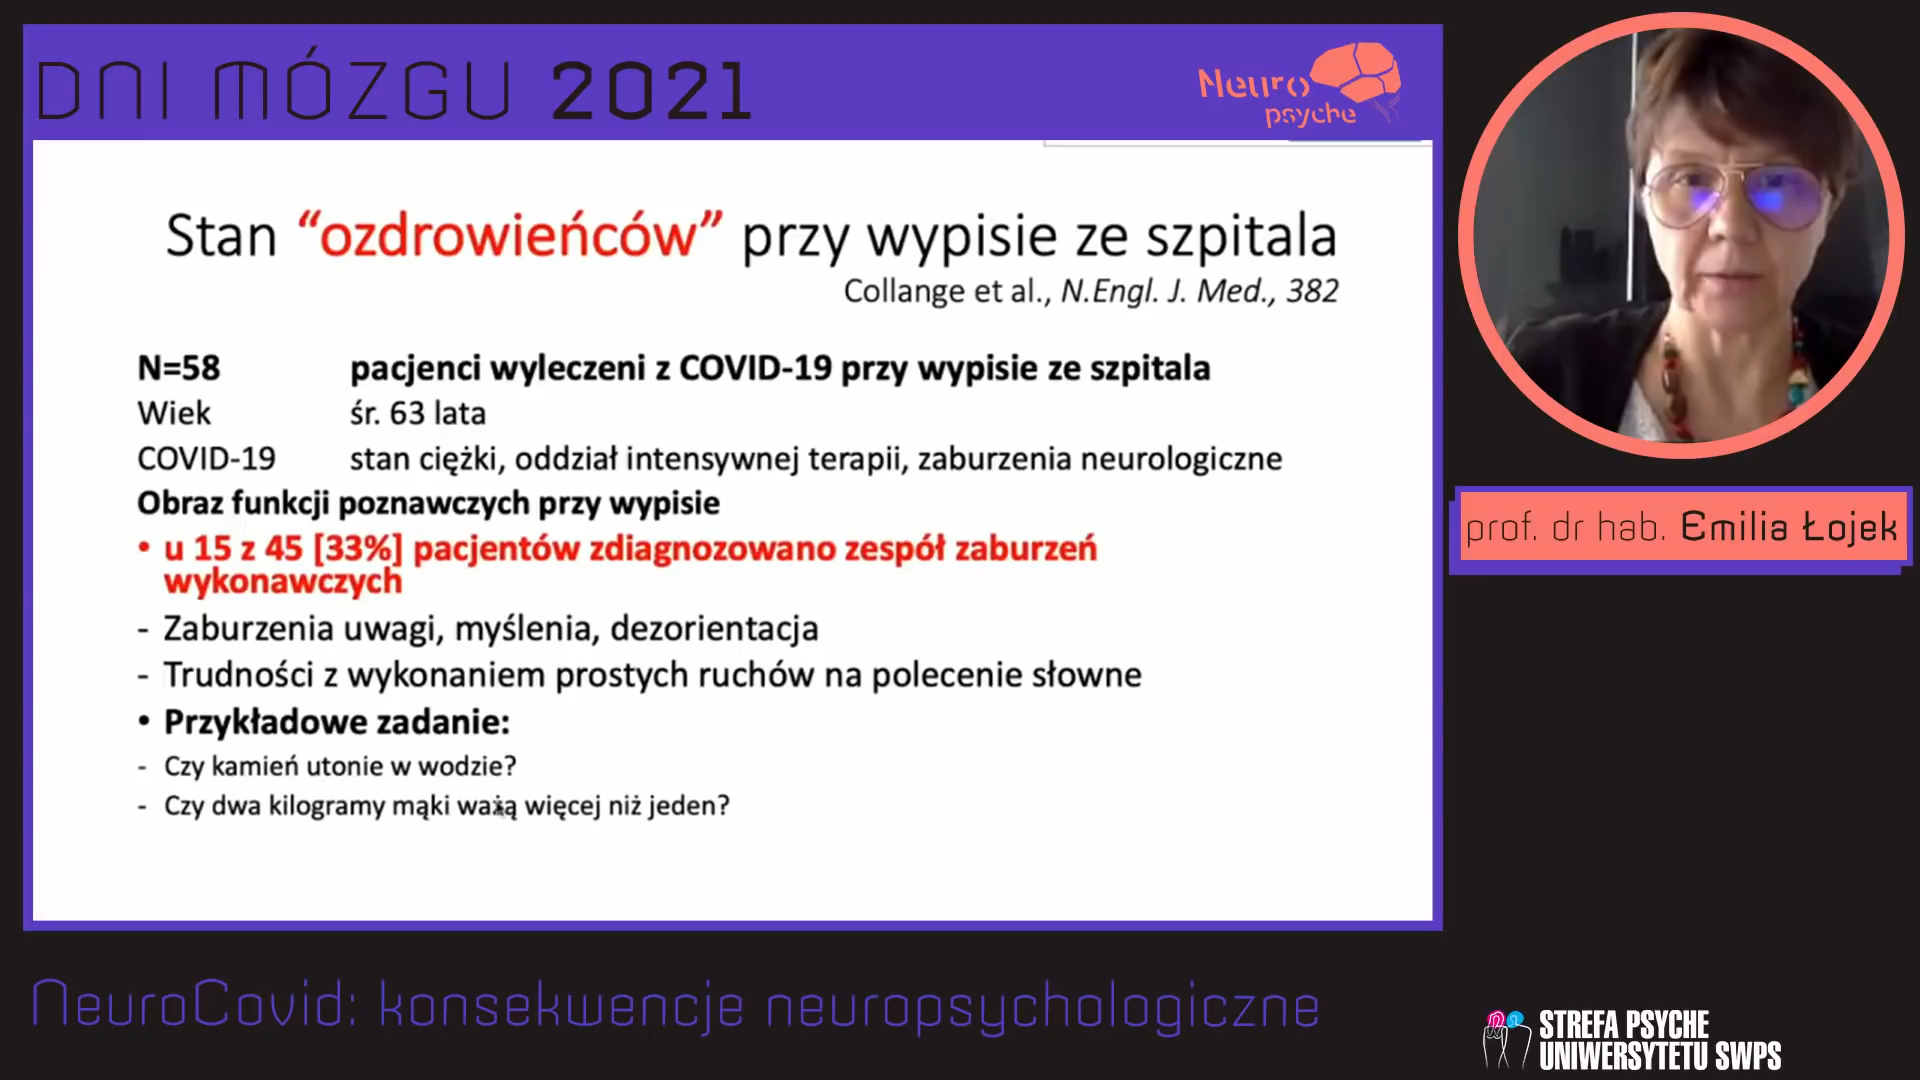 DNI MÓZGU 2021
Neuro
psyche
Stan “ozdrowieńców” przy wypisie ze szpitala
Collange et al., N.Engl. J. Med., 382
N=58 pacjenci wyleczeni z COVID-19 przy wypisie ze szpitala
Wiek śr. 63 lata
COVID-19 stan ciężki, oddział intensywnej terapii, zaburzenia neurologiczne
Obraz funkcji poznawczych przy wypisie
• u 15 z 45 [33%] pacjentów zdiagnozowano zespół zaburzeń
wykonawczych
- Zaburzenia uwagi, myślenia, dezorientacja
- Trudności z wykonaniem prostych ruchów na polecenie słowne
• Przykładowe zadanie:
- Czy kamień utonie w wodzie?
- Czy dwa kilogramy mąki ważą więcej niż jeden?
prof. dr hab. Emilia Łojek
NeuroCovid: konsekwencje neuropsychologiczne
STREFA PSYCHE
UNIWERSYTETU SWPS